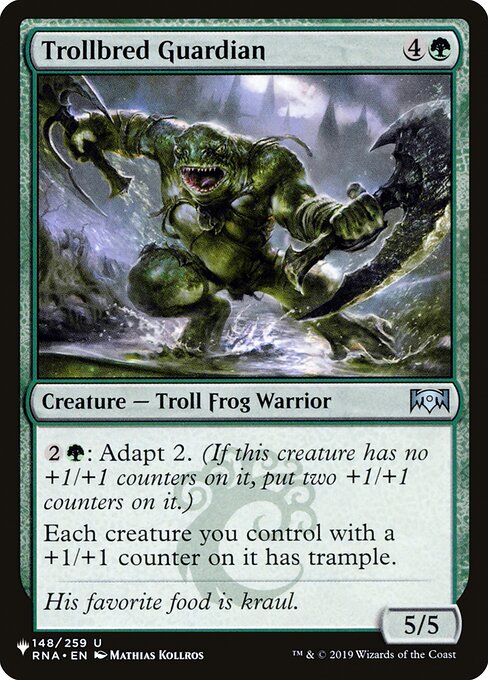 Trollbred Guardian 4
Creature — Troll Frog Warrior
2 : Adapt 2. (If this creature has no
+1/+1 counters on it, put two +1/+1
counters on it.)
Each creature you control with a
+1/+1 counter on it has trample.
His favorite food is kraul.
5/5
148/259 U
RNA • EN Mathias Kollros
™ & © 2019 Wizards of the Coast